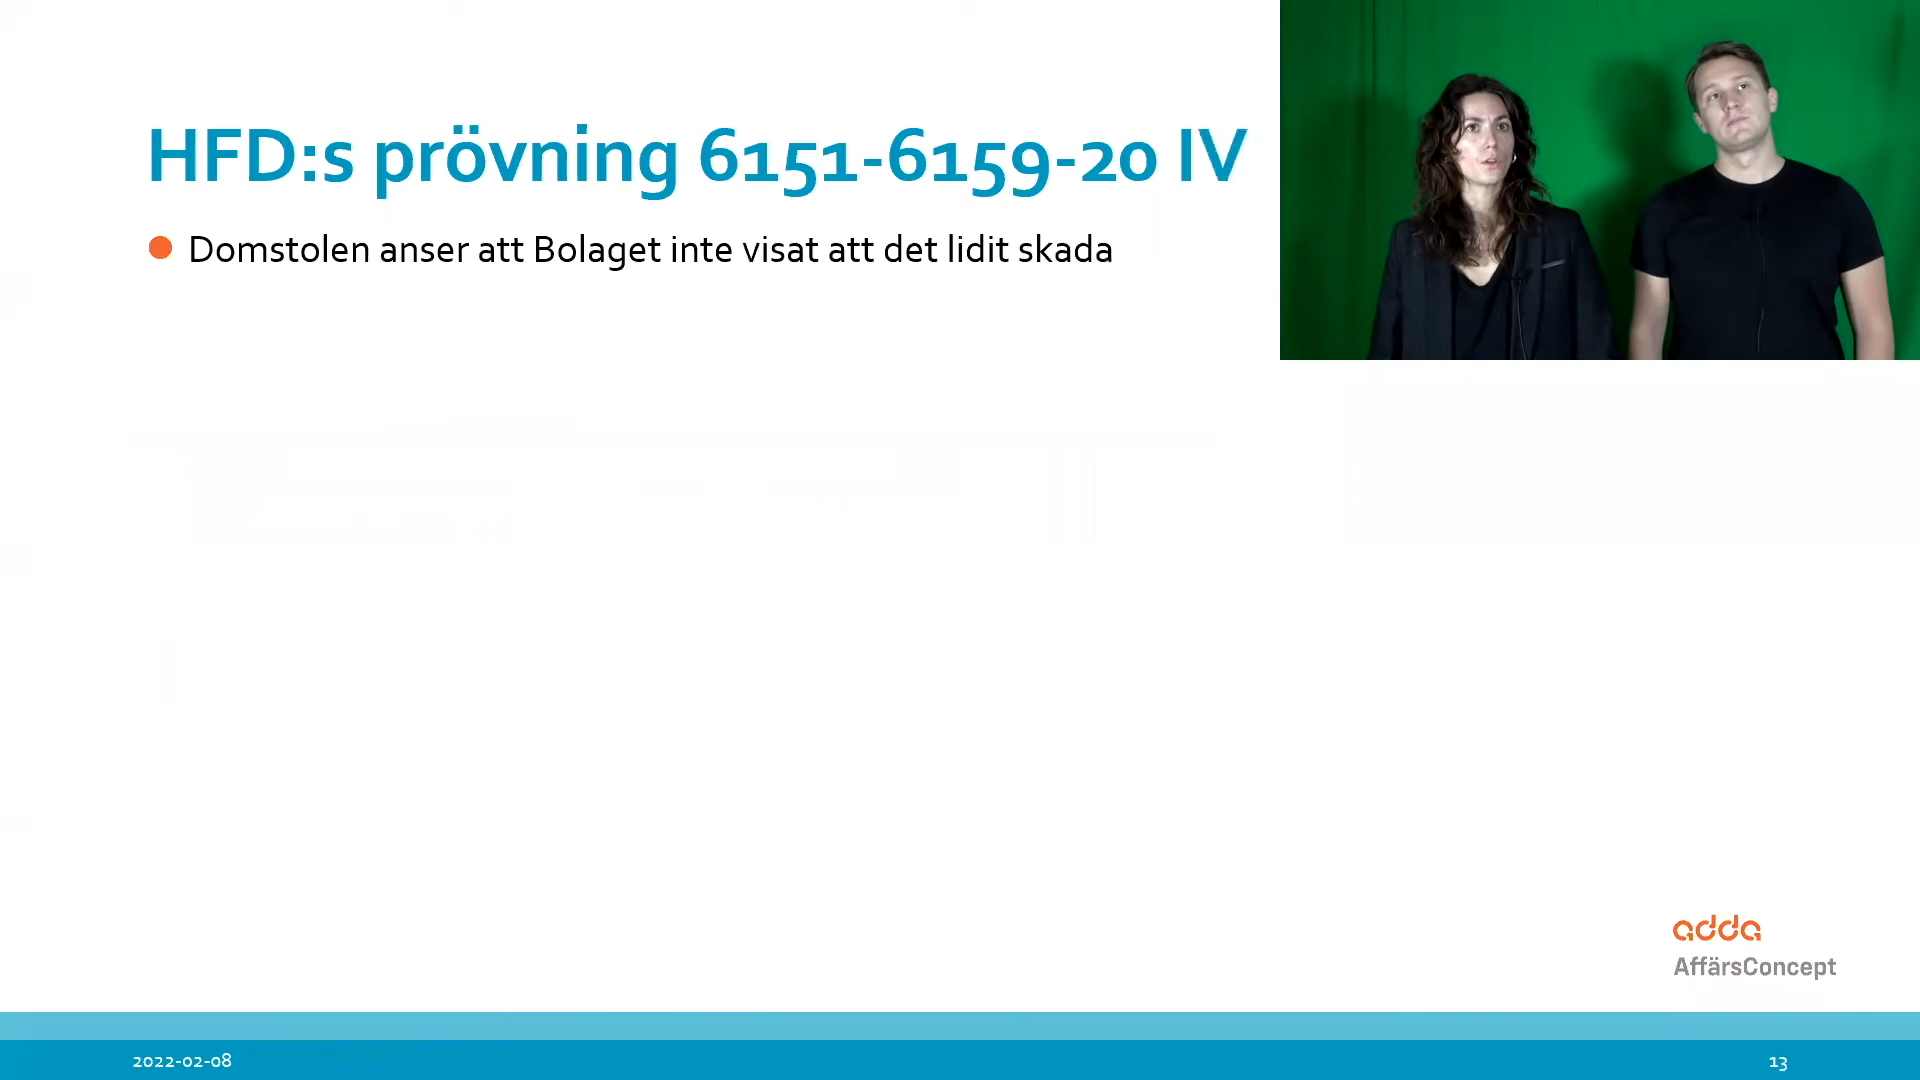 HFD:s prövning 6151-6159-20 IV
Domstolen anser att Bolaget inte visat att det lidit skada
adda
AffärsConcept
2022-02-08
13